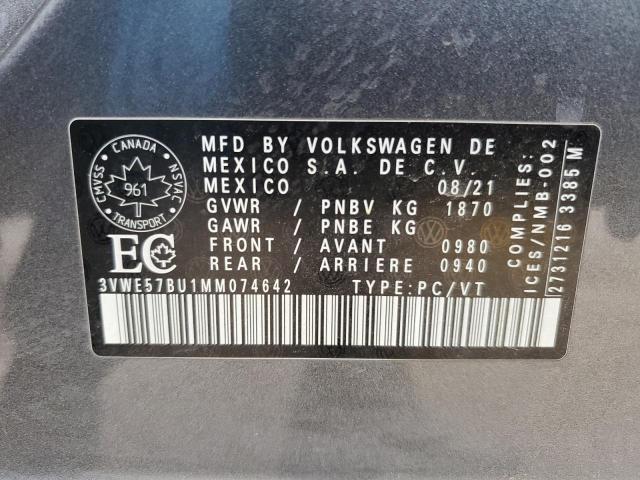 MFD BY VOLKSWAGEN DE
MEXICO S.A. DE C.V.
MEXICO 08/21
GVWR / PNBV KG 1870
GAWR / PNBE KG
FRONT / AVANT 0980
REAR / ARRIERE 0940
3VWE57BU1MM074642 TYPE:PC/VT
CANADA
CMVSS
NSVAC
961
TRANSPORT
EC
COMPLIES:
ICES/NMB-002
2731216 3385 M